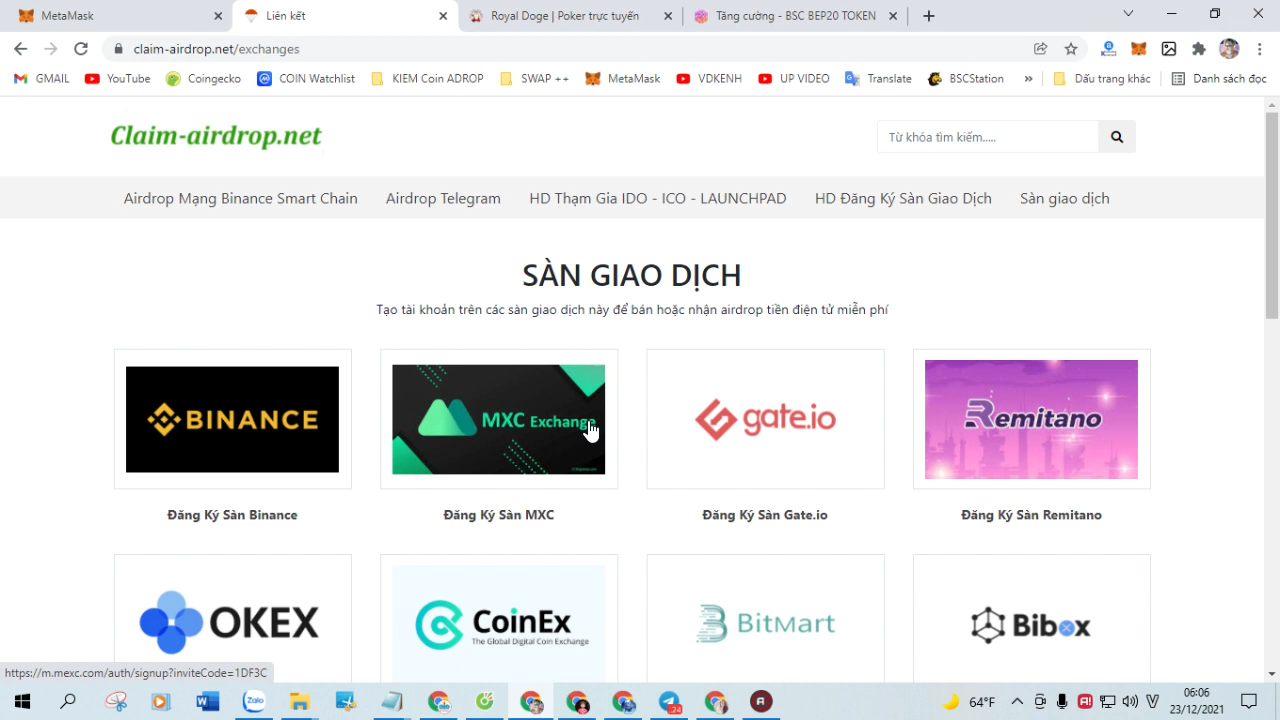 MetaMask
Liên kết
Royal Doge | Poker trực tuyến
Tăng cường - BSC BEP20 TOKEN
claim-airdrop.net/exchanges
GMAIL
YouTube
Coingecko
COIN Watchlist
KIEM Coin ADROP
SWAP ++
MetaMask
VDKENH
UP VIDEO
Translate
BSCStation
Dấu trang khác
Danh sách đọc
Claim-airdrop.net
Từ khóa tìm kiếm.....
Airdrop Mạng Binance Smart Chain
Airdrop Telegram
HD Thạm Gia IDO - ICO - LAUNCHPAD
HD Đăng Ký Sàn Giao Dịch
Sàn giao dịch
SÀN GIAO DỊCH
Tạo tài khoản trên các sàn giao dịch này để bán hoặc nhận airdrop tiền điện tử miễn phí
BINANCE
MXC Exchange
gate.io
Remitano
Đăng Ký Sàn Binance
Đăng Ký Sàn MXC
Đăng Ký Sàn Gate.io
Đăng Ký Sàn Remitano
OKEX
CoinEx
The Global Digital Coin Exchange
BitMart
Bibox
https://m.mexc.com/auth/signup?inviteCode=1DF3C
Zalo
24
64°F
06:06
23/12/2021